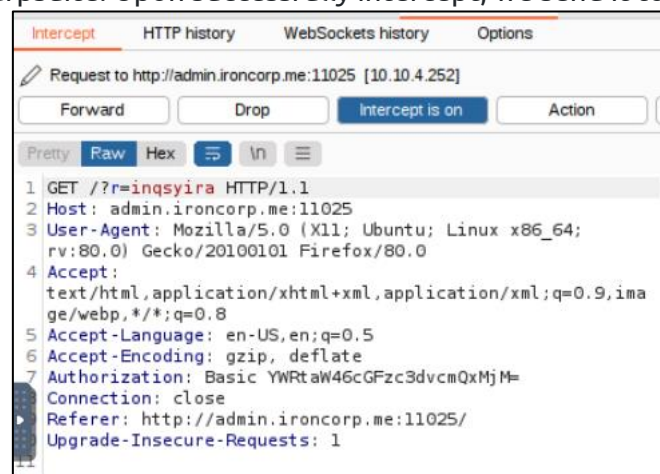 Intercept HTTP history WebSockets history Options
Request to http://admin.ironcorp.me:11025 [10.10.4.252]
Forward Drop Intercept is on Action
Pretty Raw Hex \n
1 GET /?r=inqsyira HTTP/1.1
2 Host: admin.ironcorp.me:11025
3 User-Agent: Mozilla/5.0 (X11; Ubuntu; Linux x86_64;
rv:80.0) Gecko/20100101 Firefox/80.0
4 Accept:
text/html,application/xhtml+xml,application/xml;q=0.9,ima
ge/webp,*/*;q=0.8
5 Accept-Language: en-US,en;q=0.5
6 Accept-Encoding: gzip, deflate
7 Authorization: Basic YWRtaW46cGFzc3dvcmQxMjM=
Connection: close
Referer: http://admin.ironcorp.me:11025/
Upgrade-Insecure-Requests: 1
11